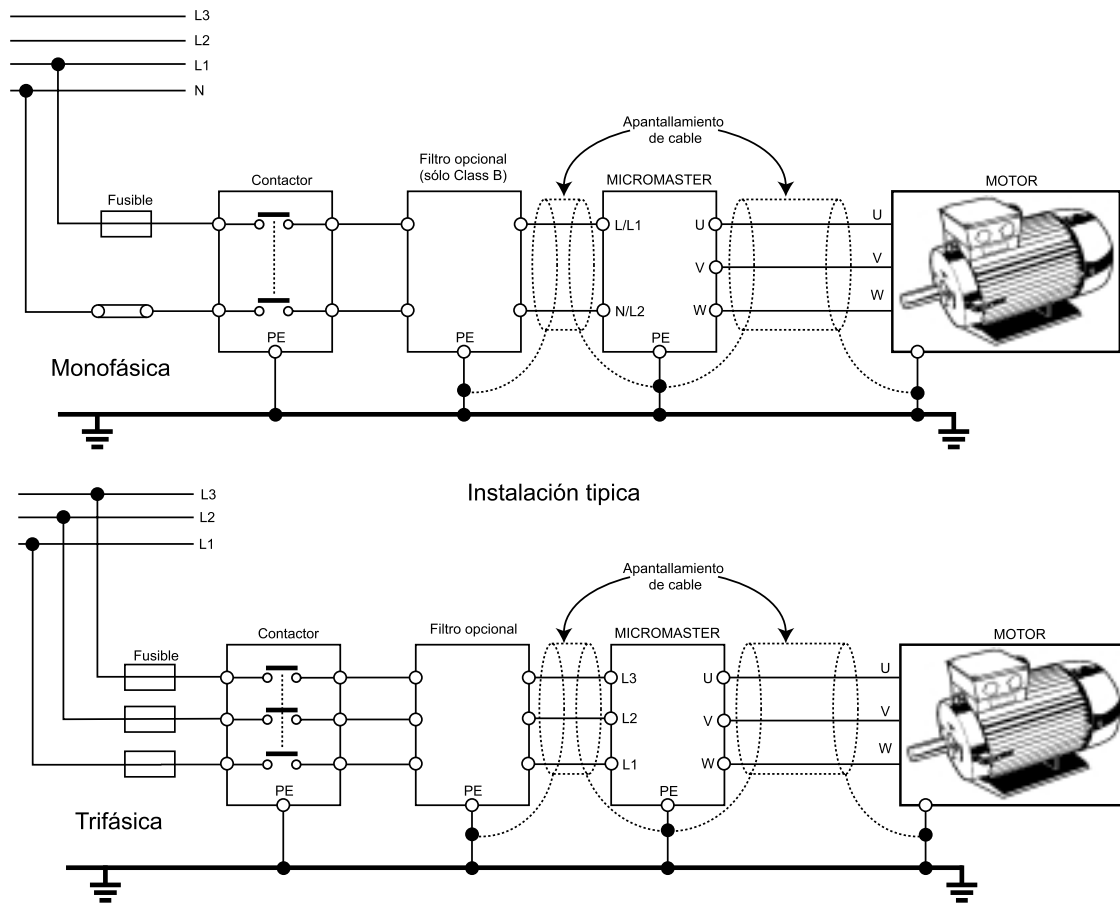 L3
L2
L1
N
Apantallamiento
de cable
Filtro opcional
(sólo Class B)
Contactor
MICROMASTER
MOTOR
Fusible
L/L1
U
U
V
V
N/L2
W
W
PE
PE
PE
Monofásica
Instalación tipica
L3
L2
L1
Apantallamiento
de cable
Contactor
Filtro opcional
MICROMASTER
MOTOR
Fusible
L3
U
U
L2
V
V
L1
W
W
PE
PE
PE
Trifásica